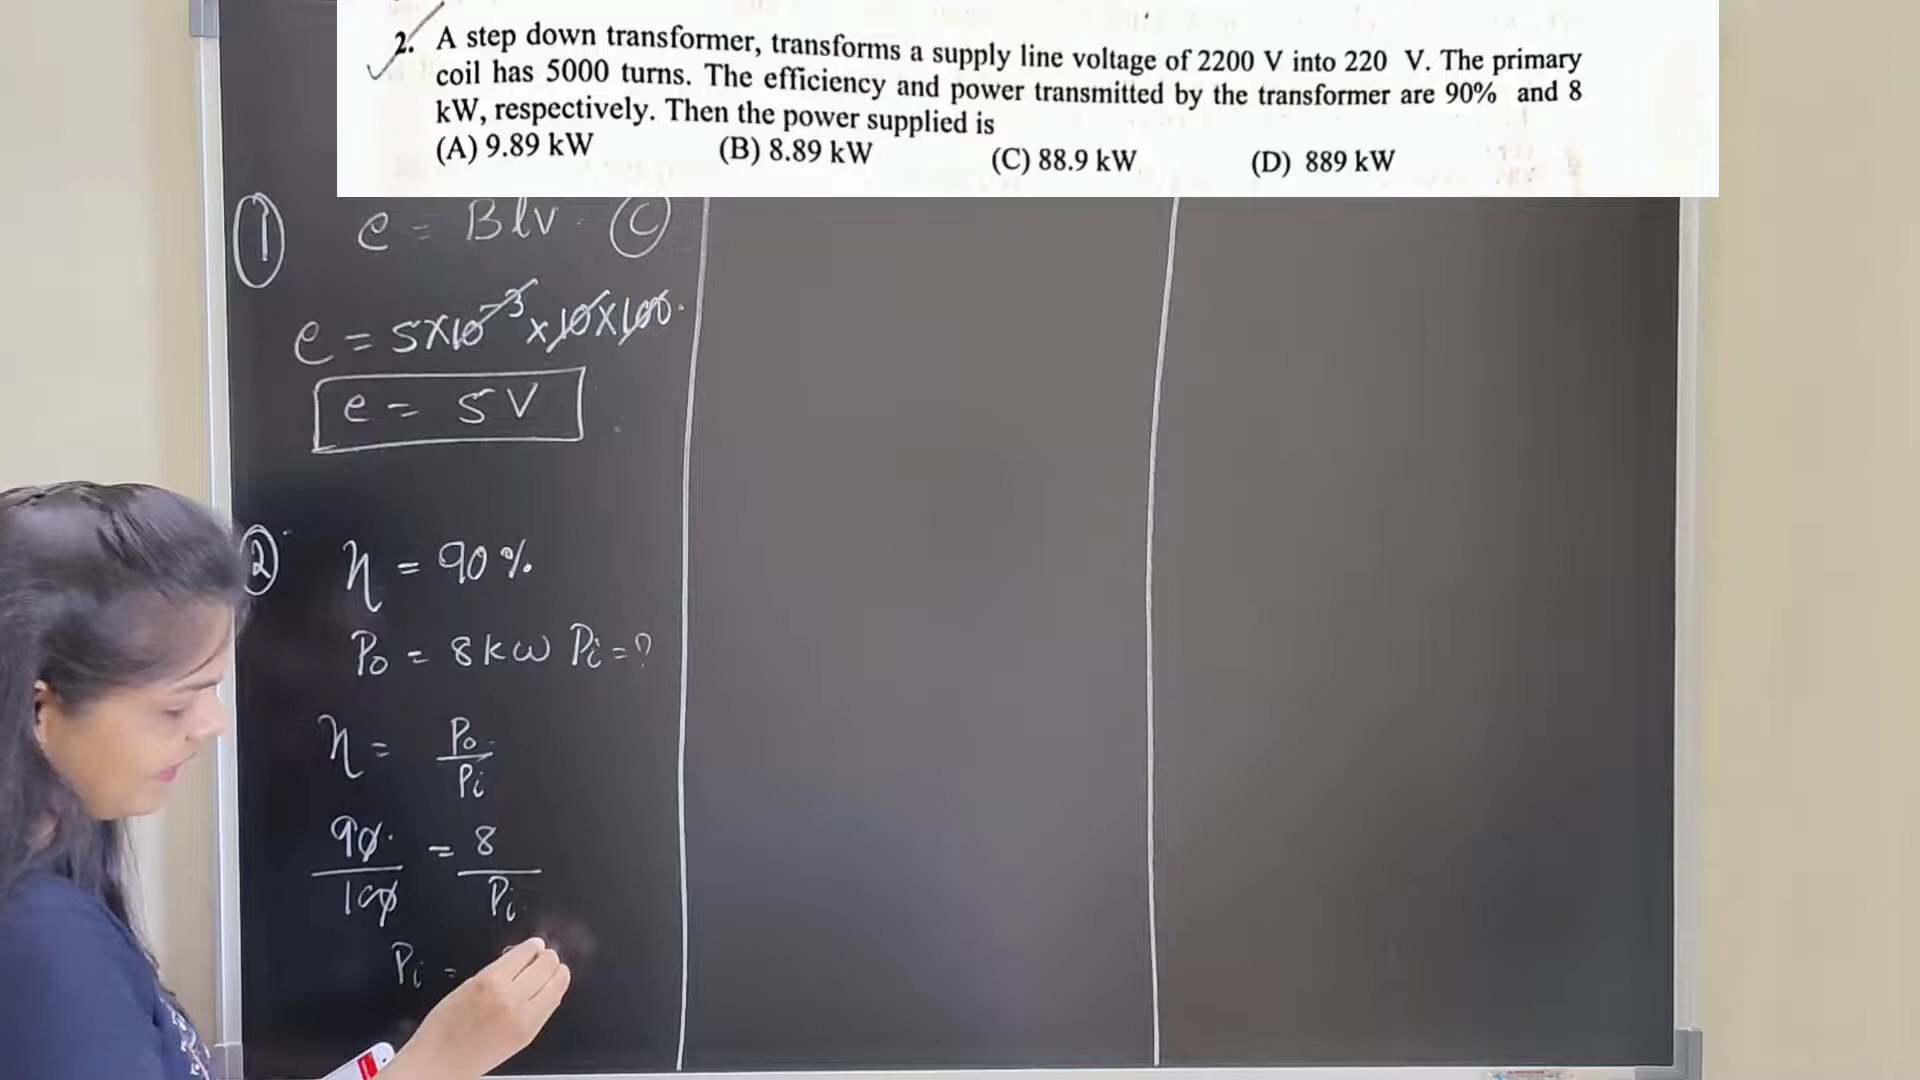 2. A step down transformer, transforms a supply line voltage of 2200 V into 220 V. The primary
coil has 5000 turns. The efficiency and power transmitted by the transformer are 90% and 8
kW, respectively. Then the power supplied is
(A) 9.89 kW (B) 8.89 kW (C) 88.9 kW (D) 889 kW
① e = Blv C
e = 5×10⁻³×10×100
e = 5V
② η = 90%
Po = 8kW Pi = ?
η = Po/Pi
90/100 = 8/Pi
Pi =